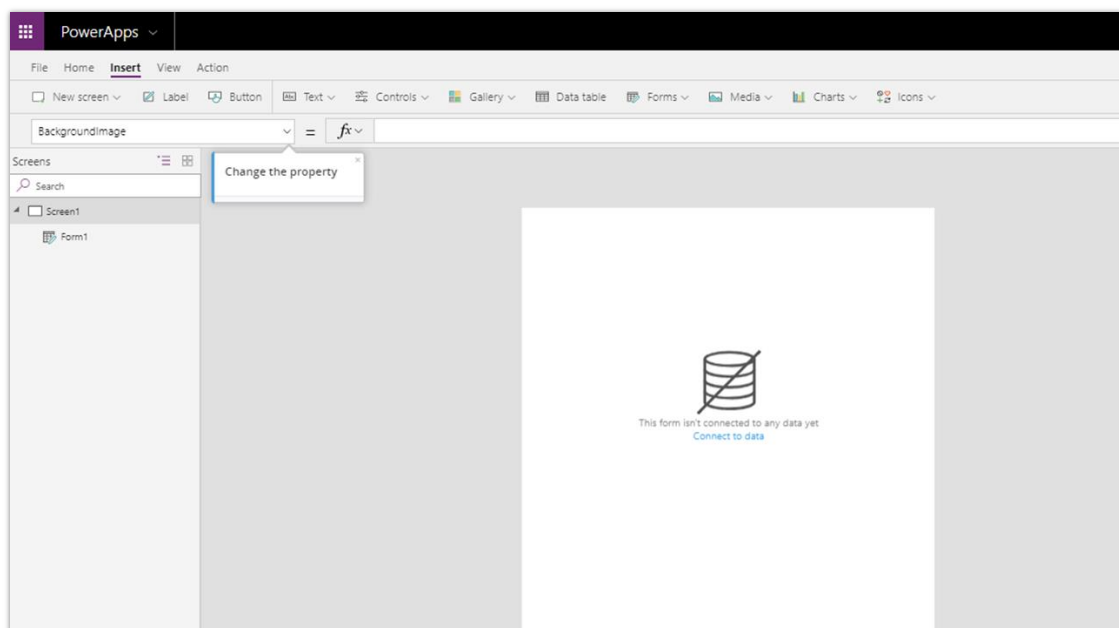 PowerApps
File Home Insert View Action
New screen Label Button Text Controls Gallery Data table Forms Media Charts Icons
BackgroundImage = fx
Screens
Change the property
Search
Screen1
Form1
This form isn't connected to any data yet
Connect to data